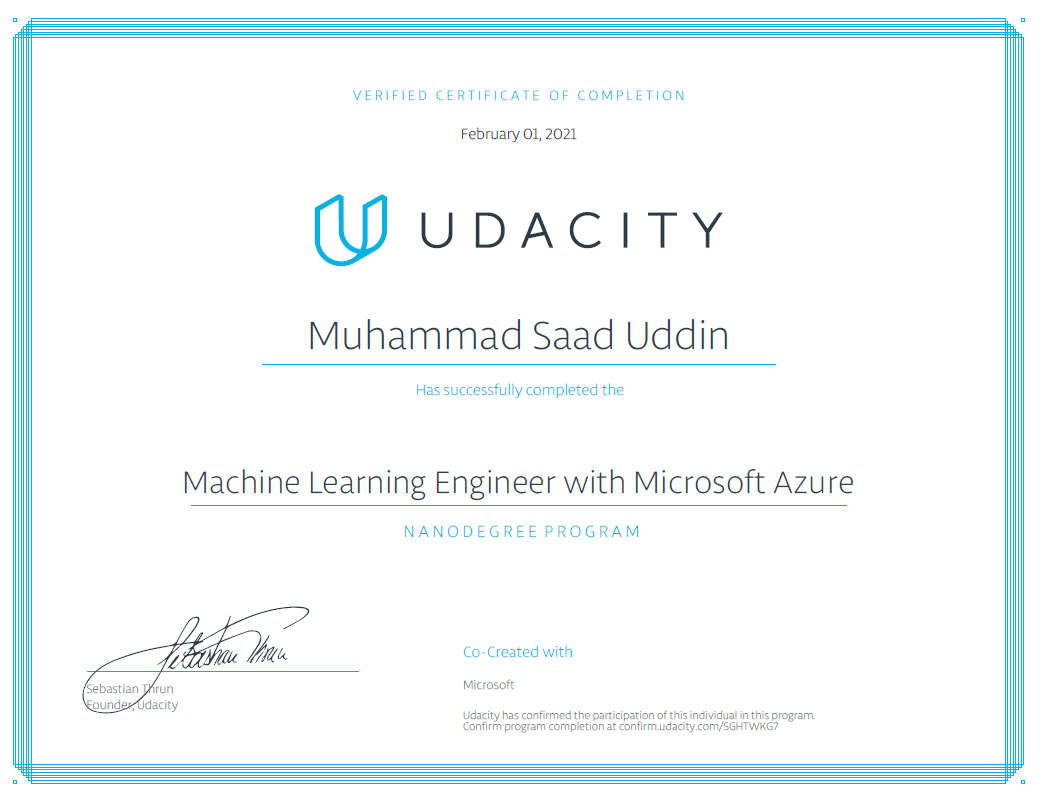 VERIFIED CERTIFICATE OF COMPLETION
February 01, 2021
UDACITY
Muhammad Saad Uddin
Has successfully completed the
Machine Learning Engineer with Microsoft Azure
NANODEGREE PROGRAM
Sebastian Thrun
Sebastian Thrun
Founder, Udacity
Co-Created with
Microsoft
Udacity has confirmed the participation of this individual in this program.
Confirm program completion at confirm.udacity.com/SGHTWKG7